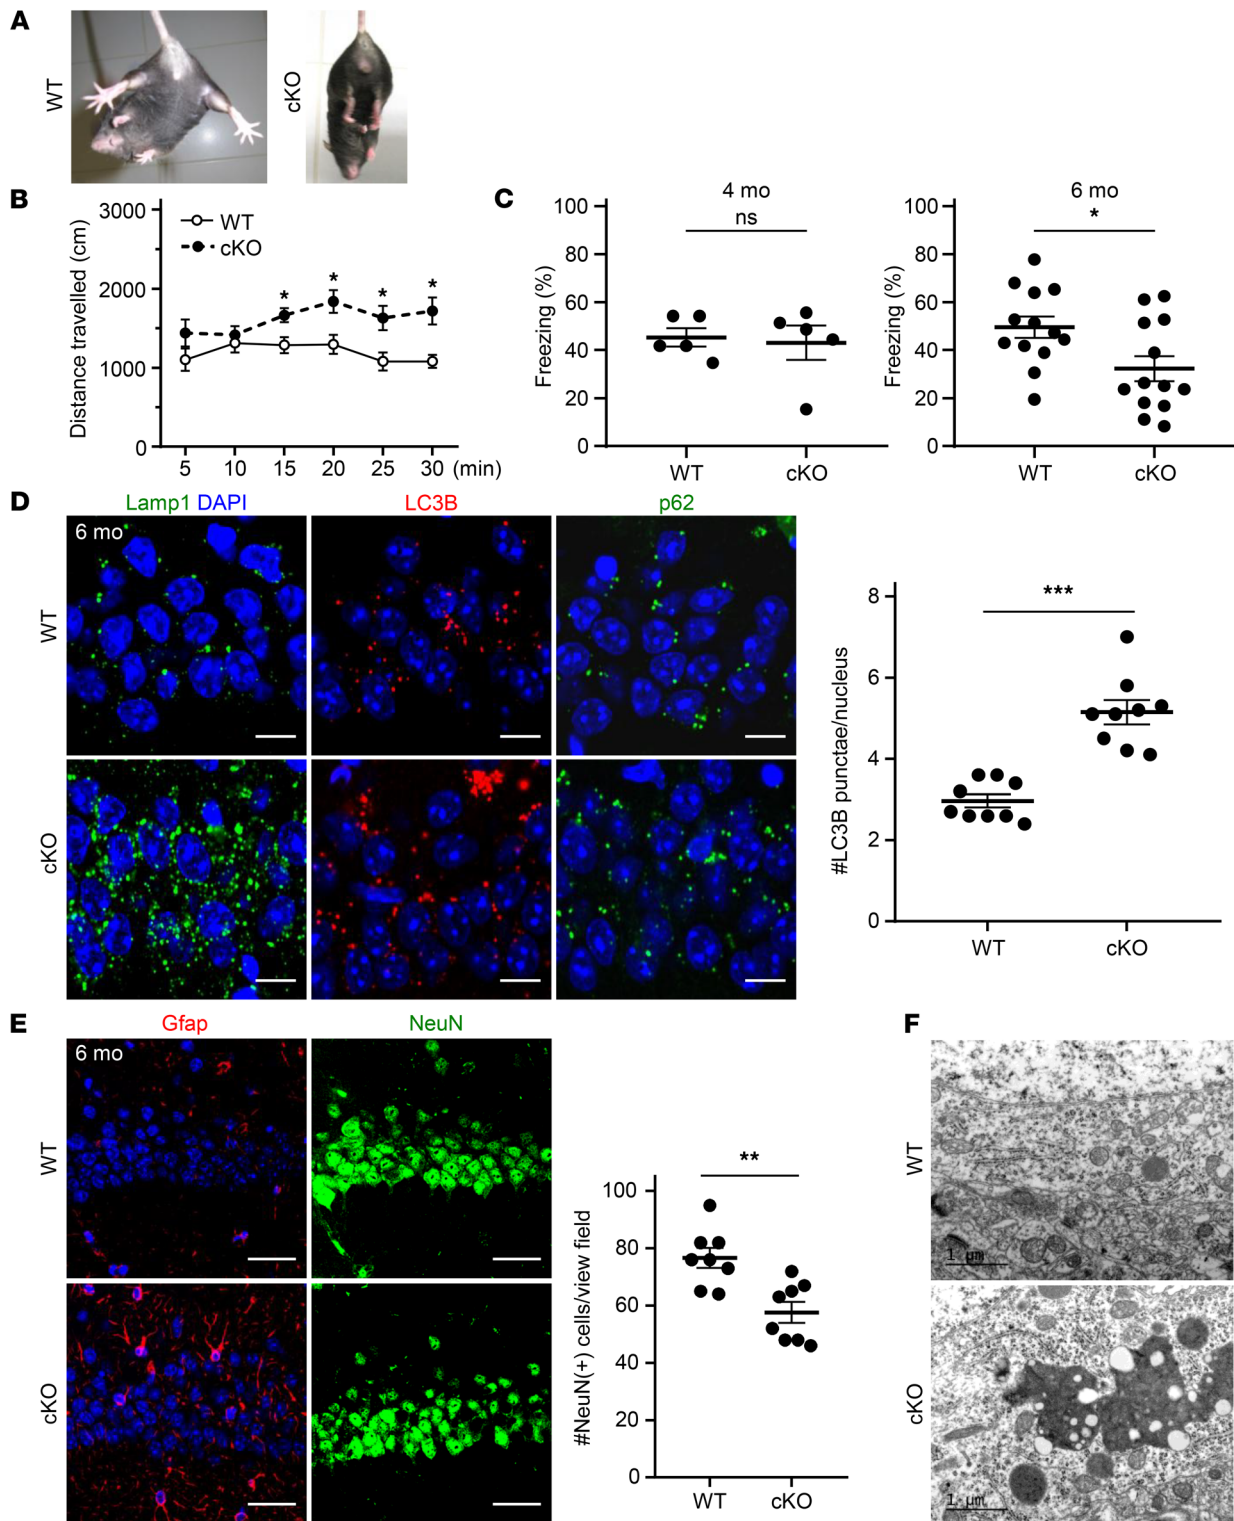 A
WT
cKO
B
Distance travelled (cm)
3000
2000
1000
0
WT
cKO
* * * *
5 10 15 20 25 30 (min)
C
4 mo
ns
Freezing (%)
100
80
60
40
20
0
WT cKO
6 mo
*
Freezing (%)
100
80
60
40
20
0
WT cKO
D
Lamp1 DAPI LC3B p62
6 mo
WT
cKO
***
#LC3B punctae/nucleus
8
6
4
2
0
WT cKO
E
Gfap NeuN
6 mo
WT
cKO
**
#NeuN(+) cells/view field
100
80
60
40
20
0
WT cKO
F
WT
1 µm
cKO
1 µm